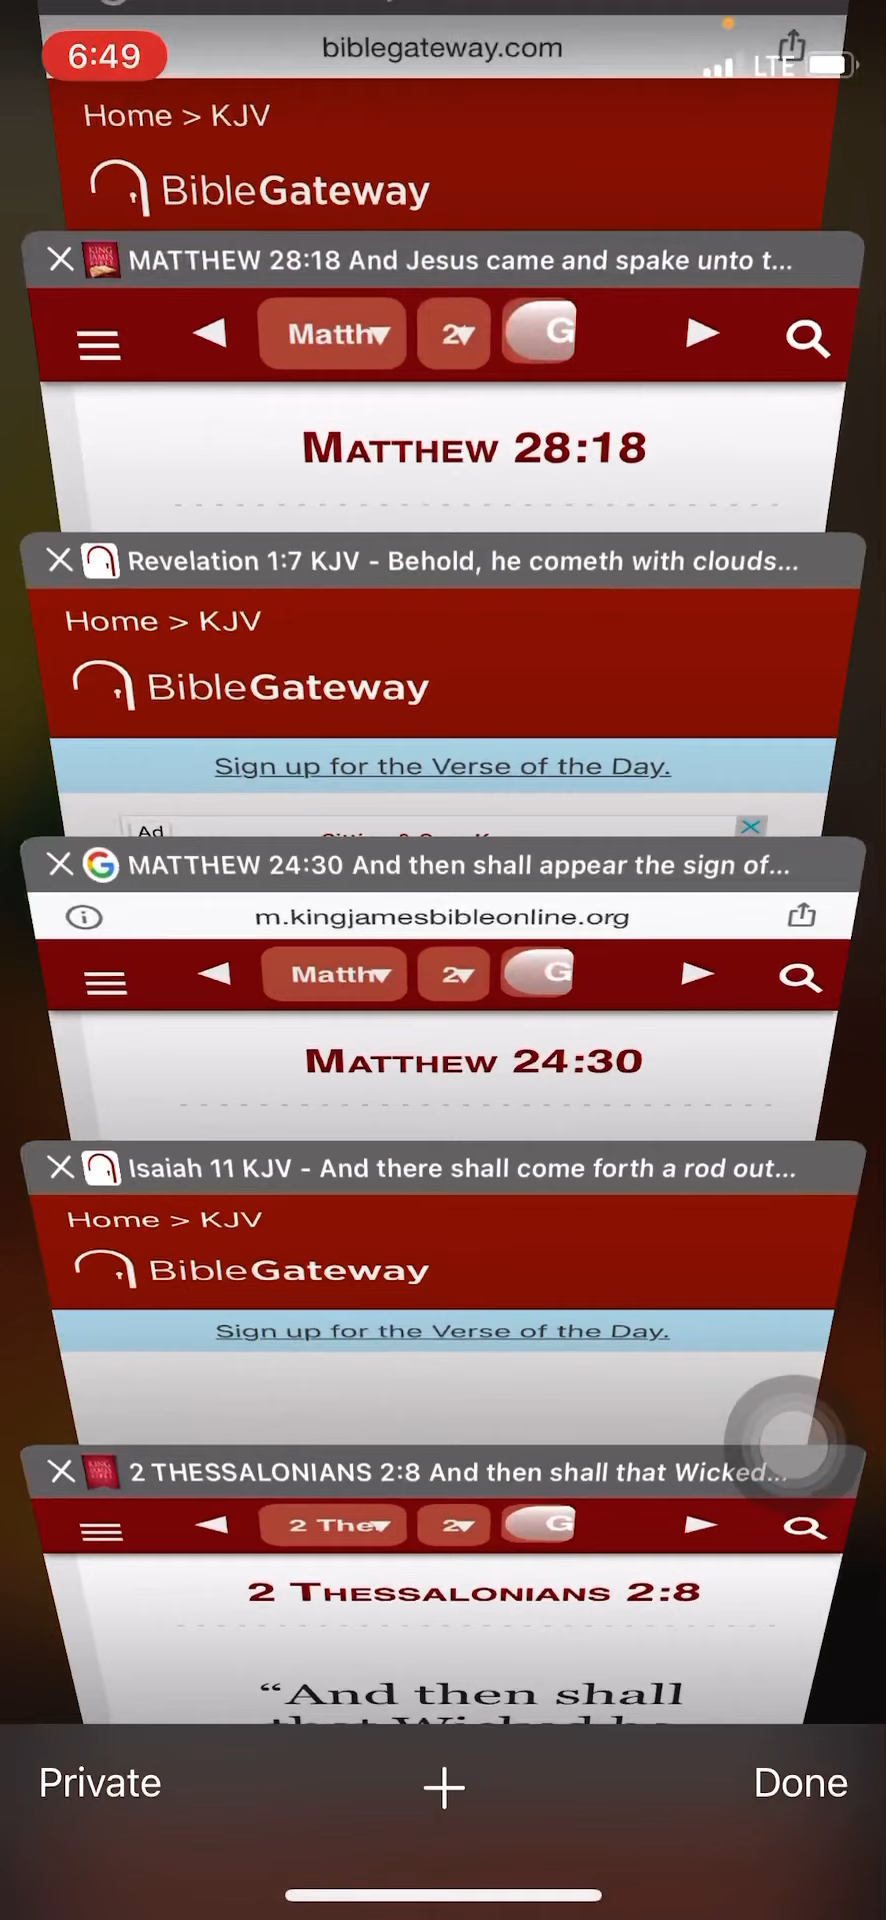 biblegateway.com
6:49
LTE
Home > KJV
BibleGateway
MATTHEW 28:18 And Jesus came and spake unto t...
Matth
2
G
MATTHEW 28:18
Revelation 1:7 KJV - Behold, he cometh with clouds...
Home > KJV
BibleGateway
Sign up for the Verse of the Day.
Ad
MATTHEW 24:30 And then shall appear the sign of...
m.kingjamesbibleonline.org
Matth
2
G
MATTHEW 24:30
Isaiah 11 KJV - And there shall come forth a rod out...
Home > KJV
BibleGateway
Sign up for the Verse of the Day.
2 THESSALONIANS 2:8 And then shall that Wicked...
2 The
2
G
2 THESSALONIANS 2:8
“And then shall
that Wicked be
Private
Done